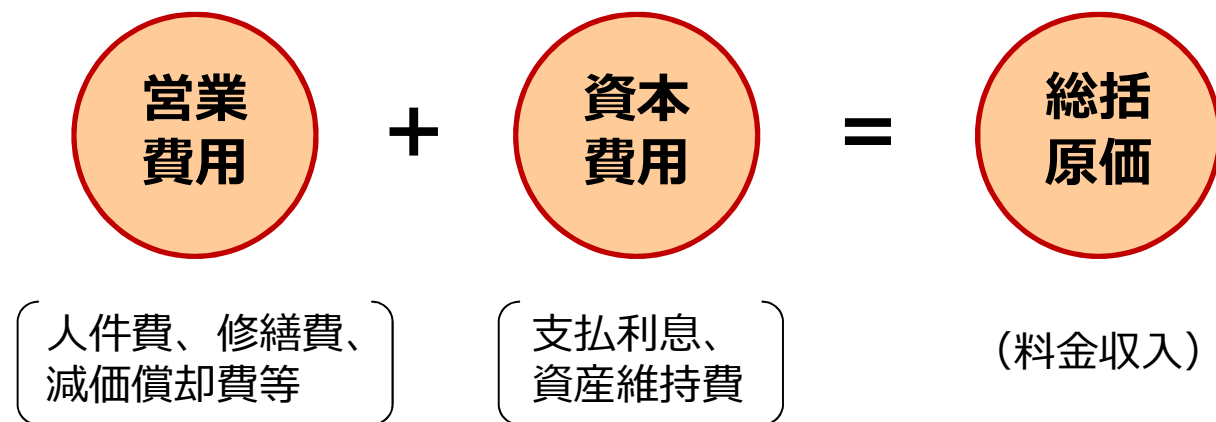 営業
費用
+
資本
費用
=
総括
原価
人件費、修繕費、
減価償却費等
支払利息、
資産維持費
（料金収入）